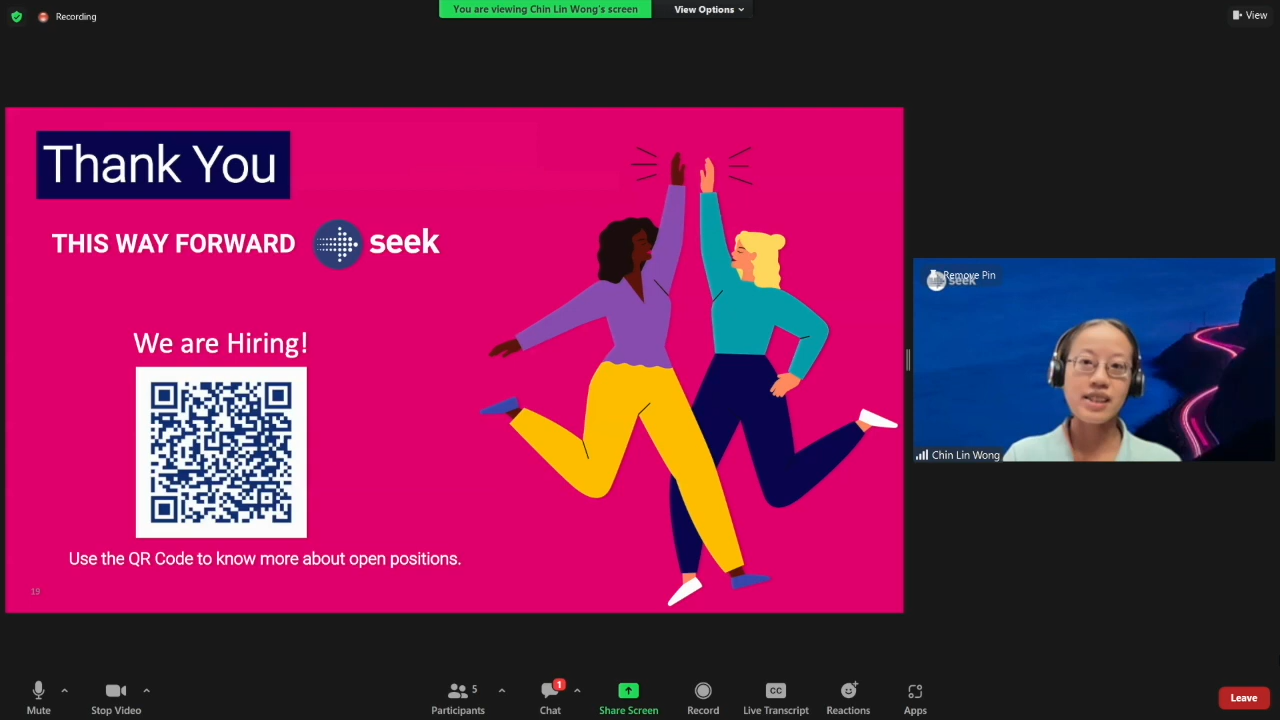 Recording
You are viewing Chin Lin Wong's screen
View Options
View
Thank You
THIS WAY FORWARD
seek
We are Hiring!
Use the QR Code to know more about open positions.
19
Remove Pin
seek
Chin Lin Wong
Mute
Stop Video
Participants
5
Chat
1
Share Screen
Record
CC
Live Transcript
Reactions
Apps
Leave